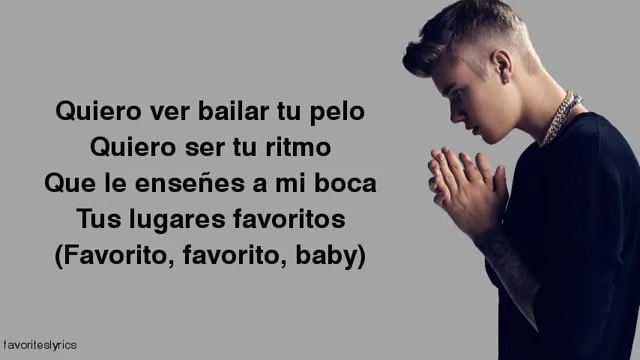 Quiero ver bailar tu pelo
Quiero ser tu ritmo
Que le enseñes a mi boca
Tus lugares favoritos
(Favorito, favorito, baby)
favoriteslyrics